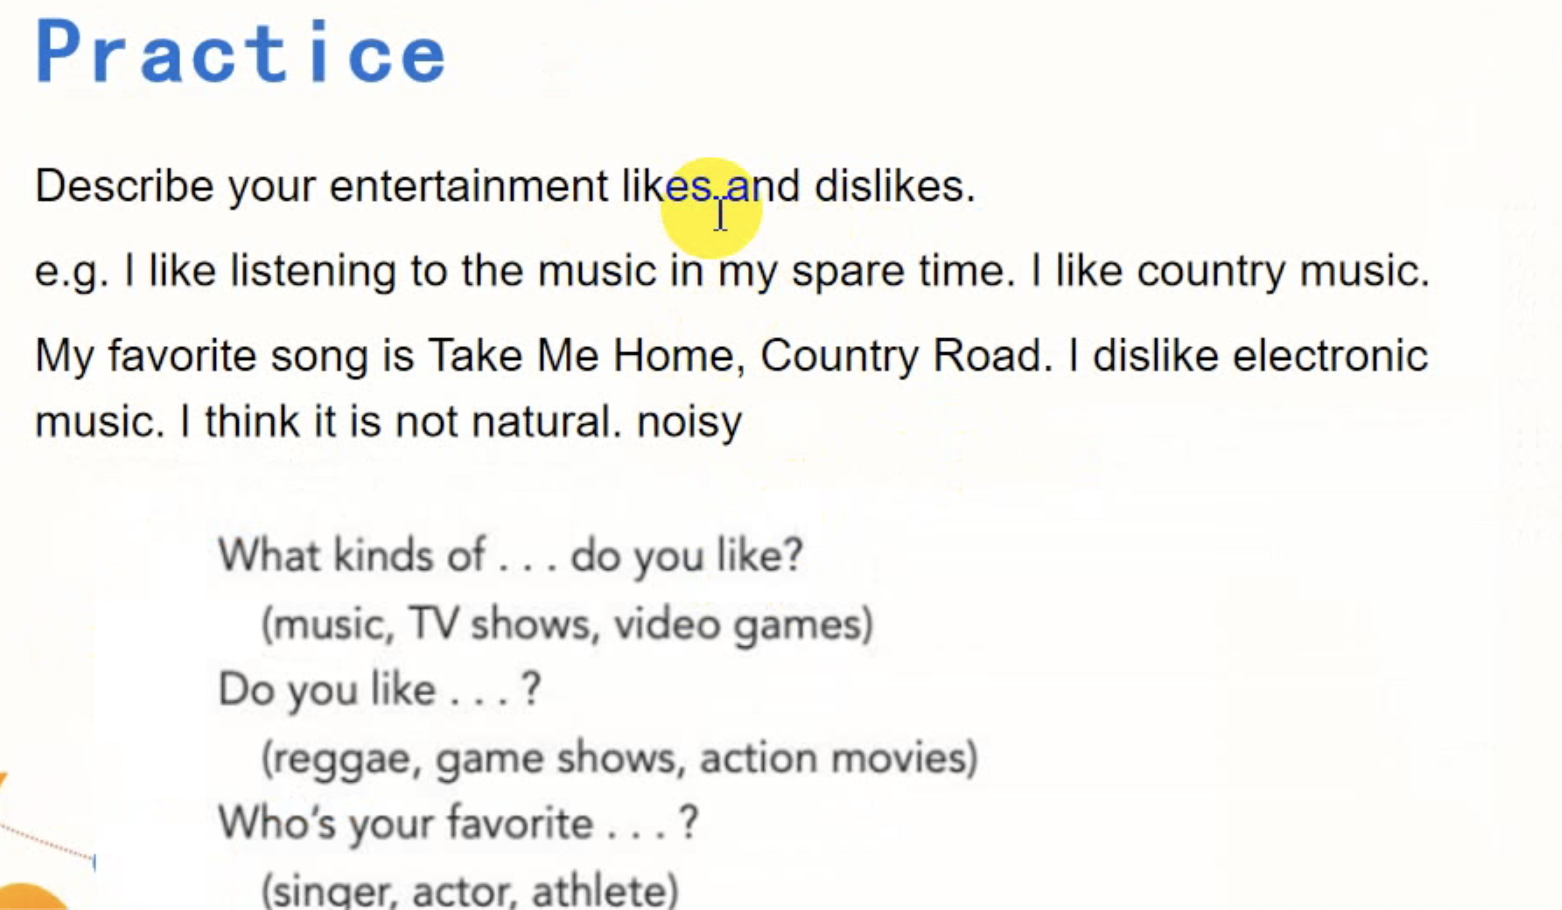 Practice
Describe your entertainment likes and dislikes.
e.g. I like listening to the music in my spare time. I like country music.
My favorite song is Take Me Home, Country Road. I dislike electronic
music. I think it is not natural. noisy
What kinds of . . . do you like?
(music, TV shows, video games)
Do you like . . . ?
(reggae, game shows, action movies)
Who's your favorite . . . ?
(singer, actor, athlete)